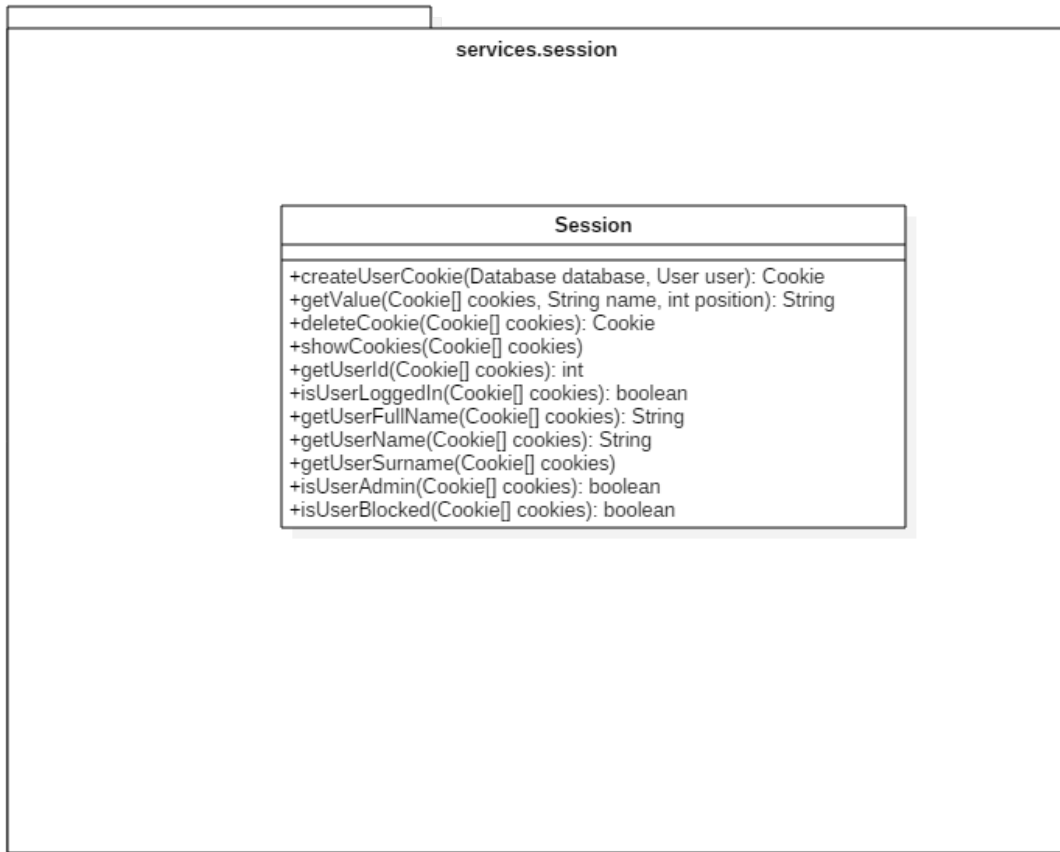 services.session
Session
+createUserCookie(Database database, User user): Cookie
+getValue(Cookie[] cookies, String name, int position): String
+deleteCookie(Cookie[] cookies): Cookie
+showCookies(Cookie[] cookies)
+getUserId(Cookie[] cookies): int
+isUserLoggedIn(Cookie[] cookies): boolean
+getUserFullName(Cookie[] cookies): String
+getUserName(Cookie[] cookies): String
+getUserSurname(Cookie[] cookies)
+isUserAdmin(Cookie[] cookies): boolean
+isUserBlocked(Cookie[] cookies): boolean